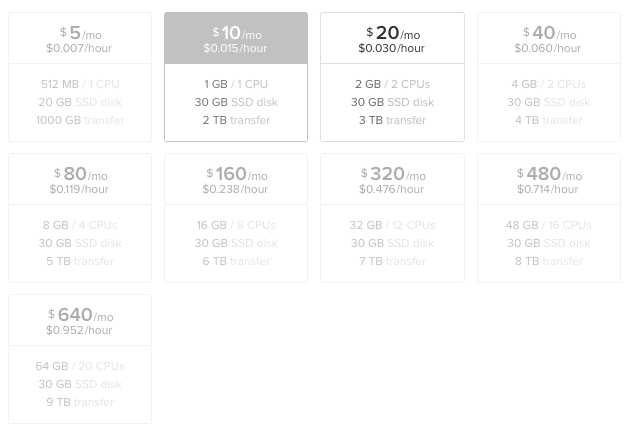 $5/mo
$0.007/hour
512 MB / 1 CPU
20 GB SSD disk
1000 GB transfer
$10/mo
$0.015/hour
1 GB / 1 CPU
30 GB SSD disk
2 TB transfer
$20/mo
$0.030/hour
2 GB / 2 CPUs
30 GB SSD disk
3 TB transfer
$40/mo
$0.060/hour
4 GB / 2 CPUs
30 GB SSD disk
4 TB transfer
$80/mo
$0.119/hour
8 GB / 4 CPUs
30 GB SSD disk
5 TB transfer
$160/mo
$0.238/hour
16 GB / 8 CPUs
30 GB SSD disk
6 TB transfer
$320/mo
$0.476/hour
32 GB / 12 CPUs
30 GB SSD disk
7 TB transfer
$480/mo
$0.714/hour
48 GB / 16 CPUs
30 GB SSD disk
8 TB transfer
$640/mo
$0.952/hour
64 GB / 20 CPUs
30 GB SSD disk
9 TB transfer